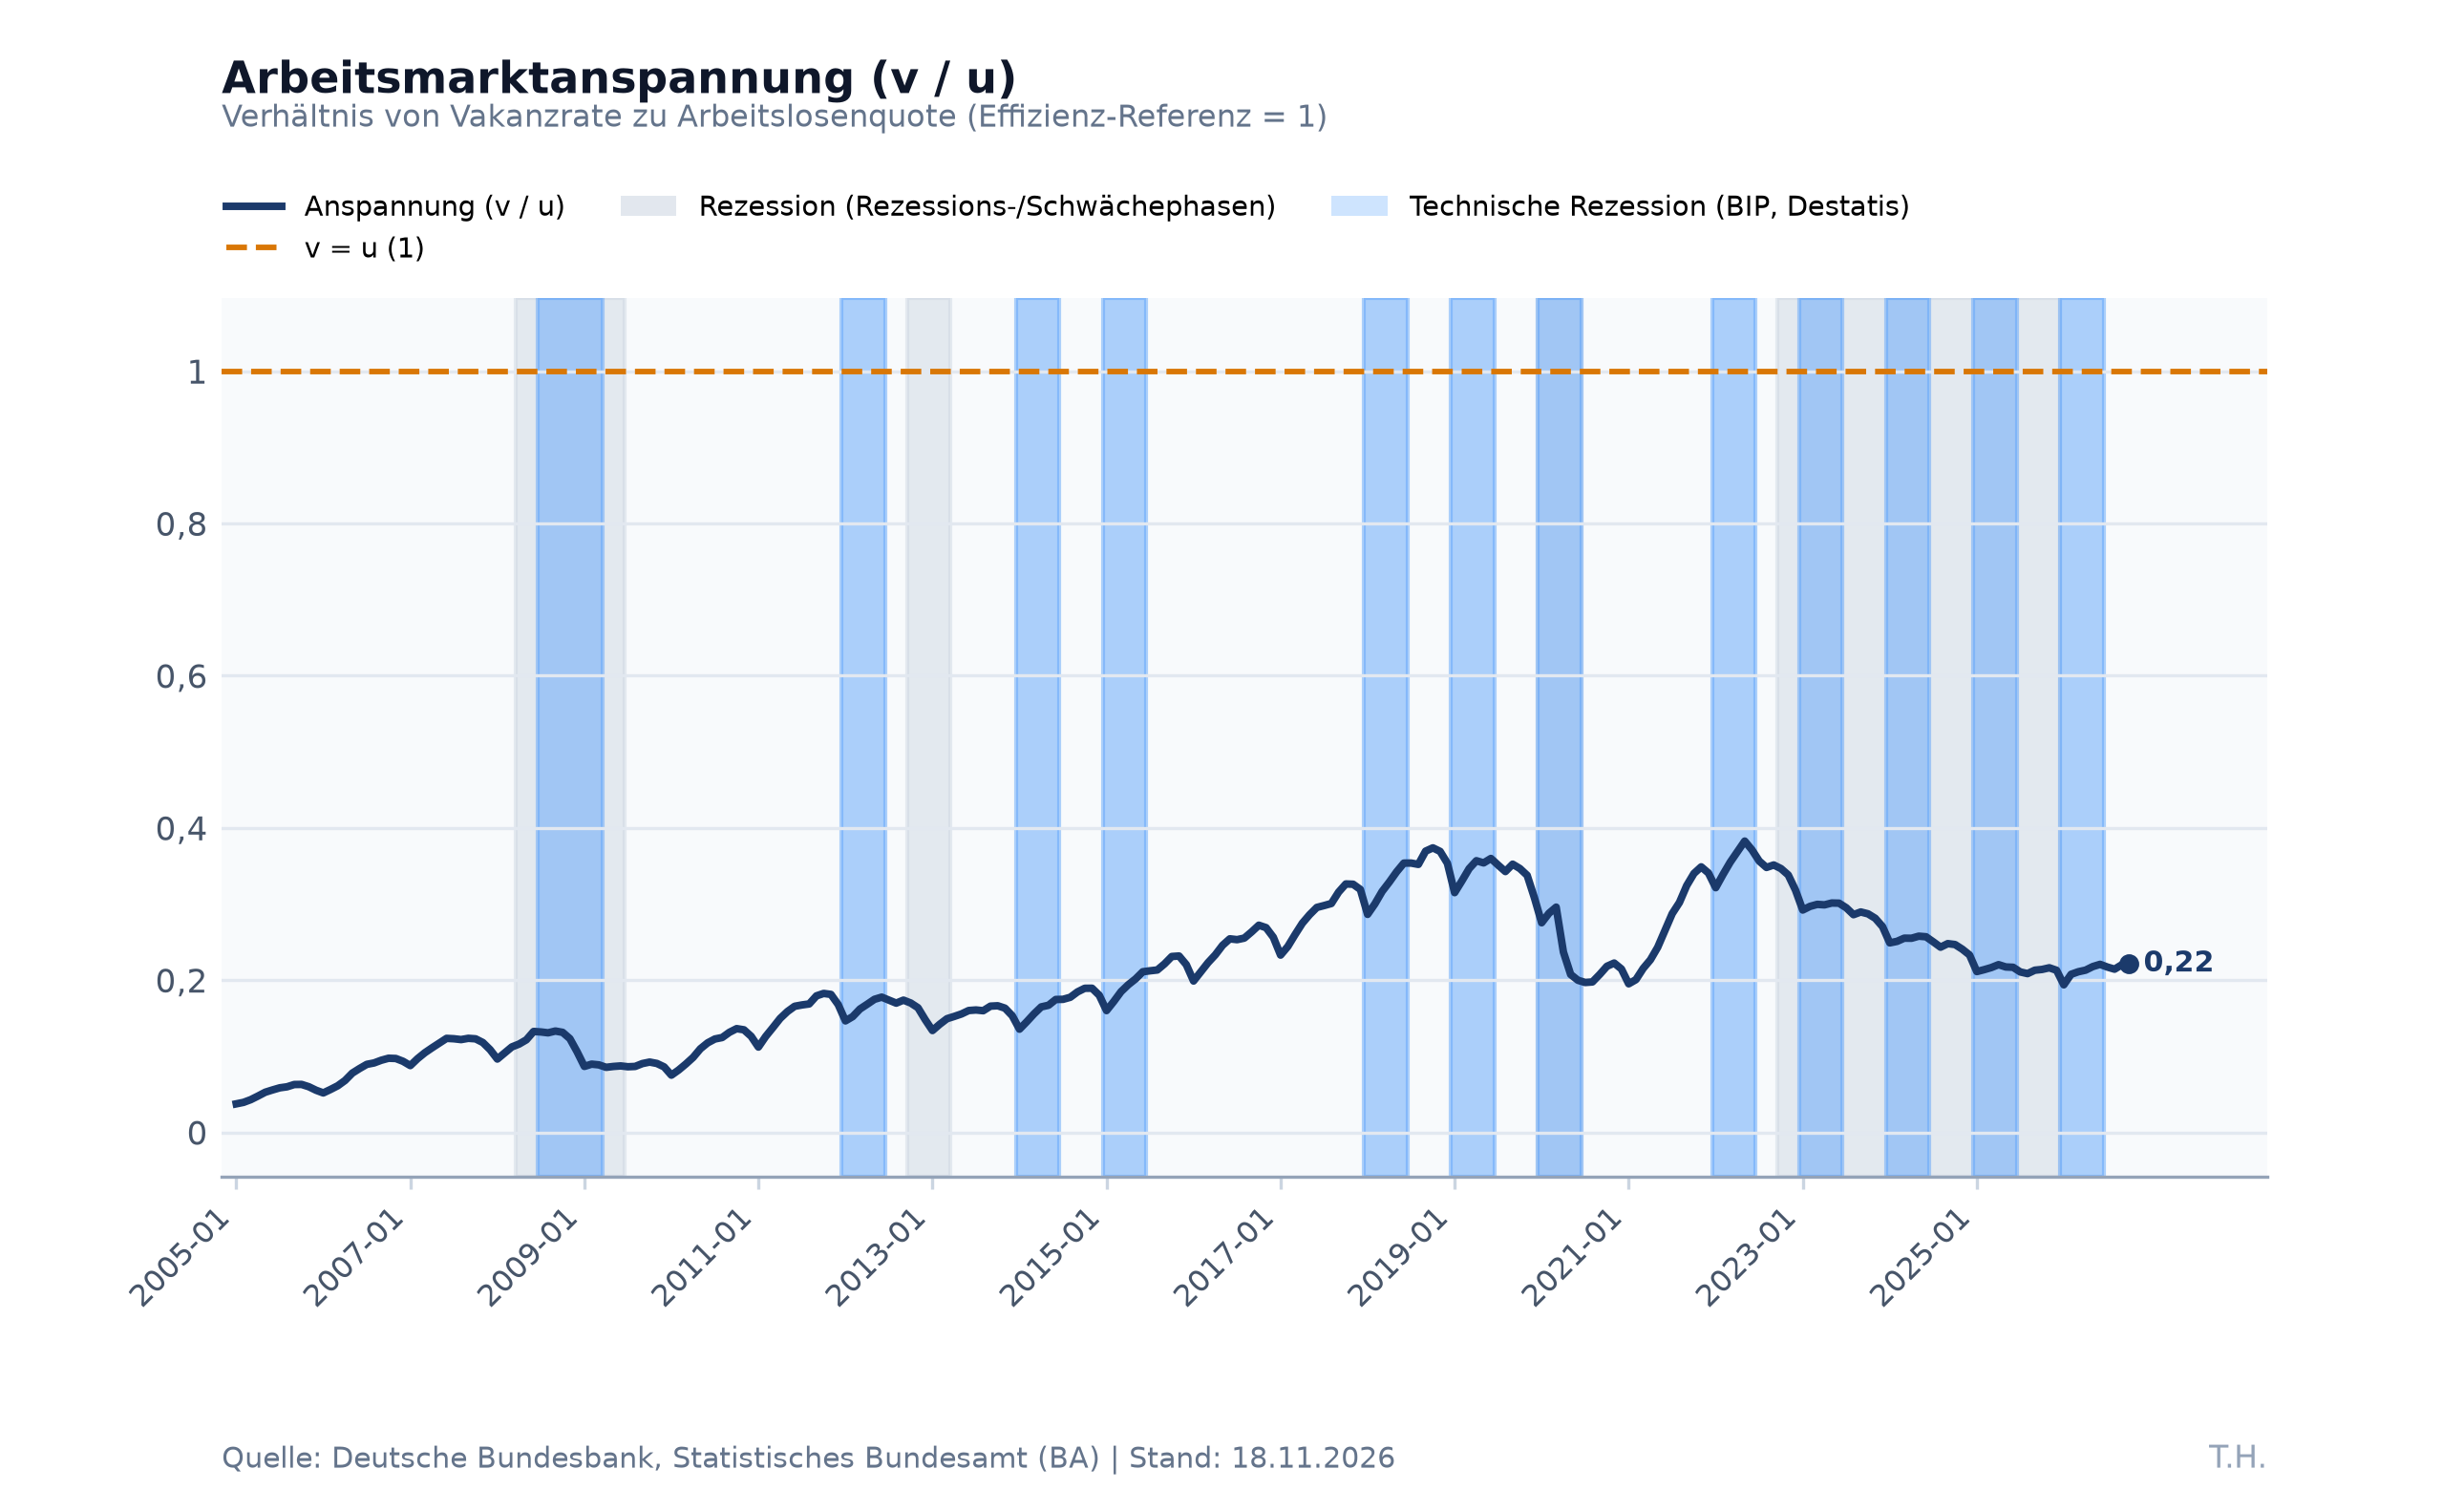 Arbeitsmarktanspannung (v / u)
Verhältnis von Vakanzrate zu Arbeitslosenquote (Effizienz-Referenz = 1)
Anspannung (v / u) Rezession (Rezessions-/Schwächephasen) Technische Rezession (BIP, Destatis)
v = u (1)
1
0,8
0,6
0,4
0,2
0
0,22
2005-01 2007-01 2009-01 2011-01 2013-01 2015-01 2017-01 2019-01 2021-01 2023-01 2025-01
Quelle: Deutsche Bundesbank, Statistisches Bundesamt (BA) | Stand: 18.11.2026
T.H.